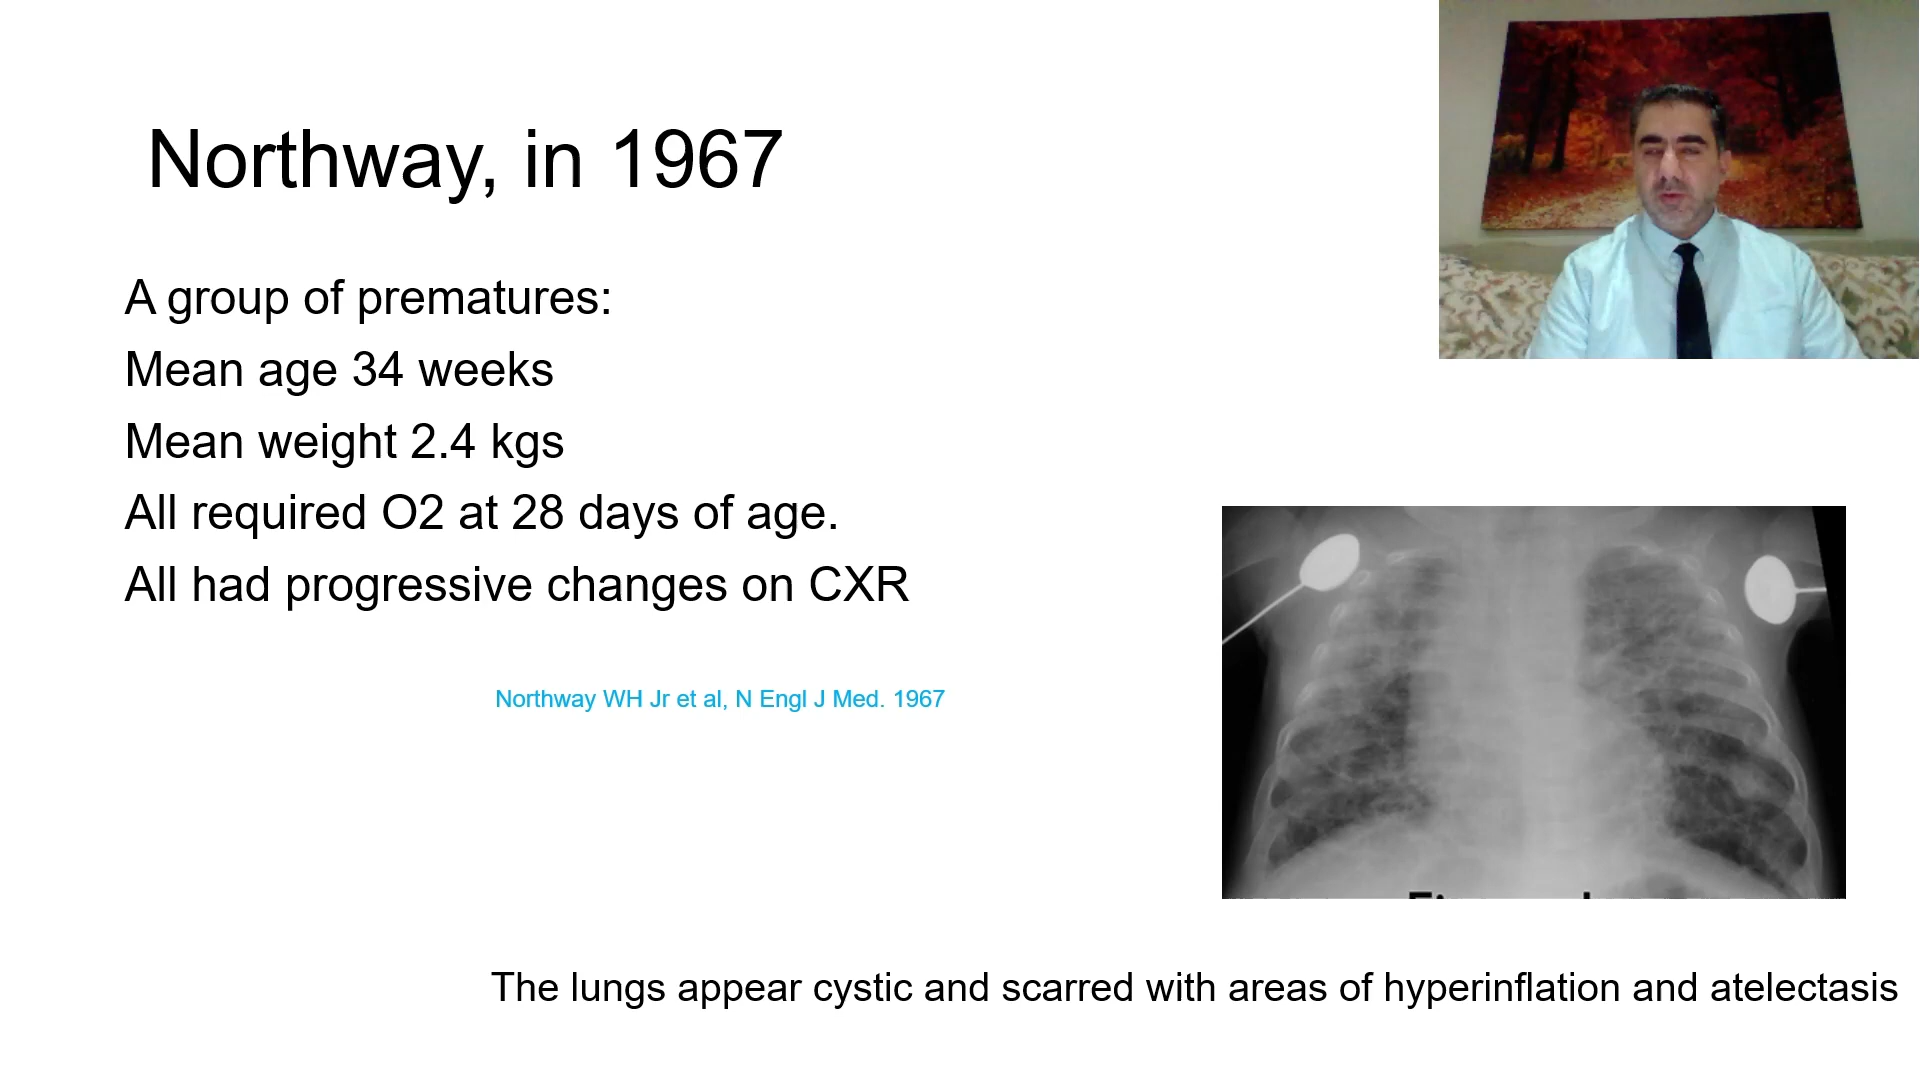 Northway, in 1967
A group of prematures:
Mean age 34 weeks
Mean weight 2.4 kgs
All required O2 at 28 days of age.
All had progressive changes on CXR
Northway WH Jr et al, N Engl J Med. 1967
The lungs appear cystic and scarred with areas of hyperinflation and atelectasis